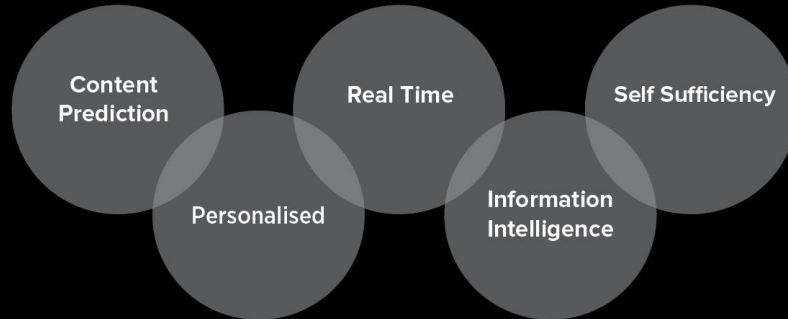 Content
Prediction
Personalised
Real Time
Information
Intelligence
Self Sufficiency